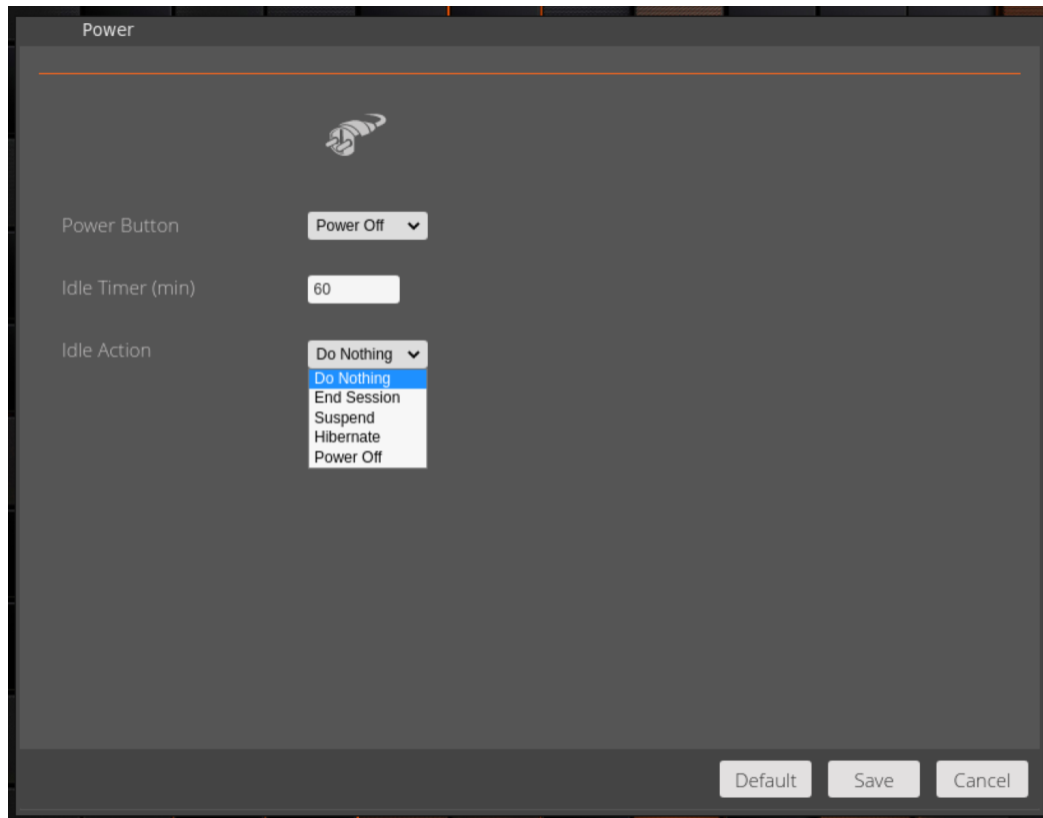 Power
Power Button Power Off
Idle Timer (min) 60
Idle Action Do Nothing
Do Nothing
End Session
Suspend
Hibernate
Power Off
Default Save Cancel